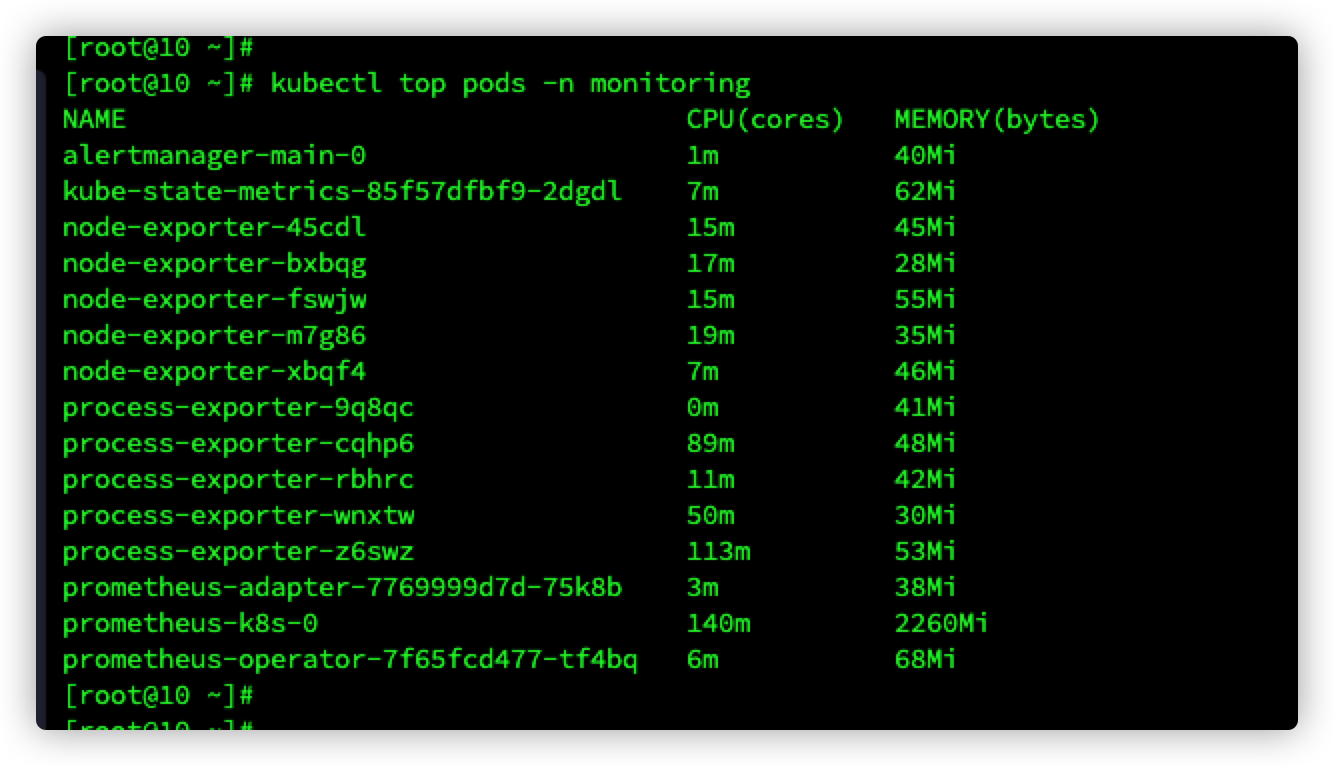 [root@10 ~]#
[root@10 ~]# kubectl top pods -n monitoring
NAME CPU(cores) MEMORY(bytes)
alertmanager-main-0 1m 40Mi
kube-state-metrics-85f57dfbf9-2dgdl 7m 62Mi
node-exporter-45cdl 15m 45Mi
node-exporter-bxbqg 17m 28Mi
node-exporter-fswjw 15m 55Mi
node-exporter-m7g86 19m 35Mi
node-exporter-xbqf4 7m 46Mi
process-exporter-9q8qc 0m 41Mi
process-exporter-cqhp6 89m 48Mi
process-exporter-rbhrc 11m 42Mi
process-exporter-wnxtw 50m 30Mi
process-exporter-z6swz 113m 53Mi
prometheus-adapter-7769999d7d-75k8b 3m 38Mi
prometheus-k8s-0 140m 2260Mi
prometheus-operator-7f65fcd477-tf4bq 6m 68Mi
[root@10 ~]#
[root@10 ~]#